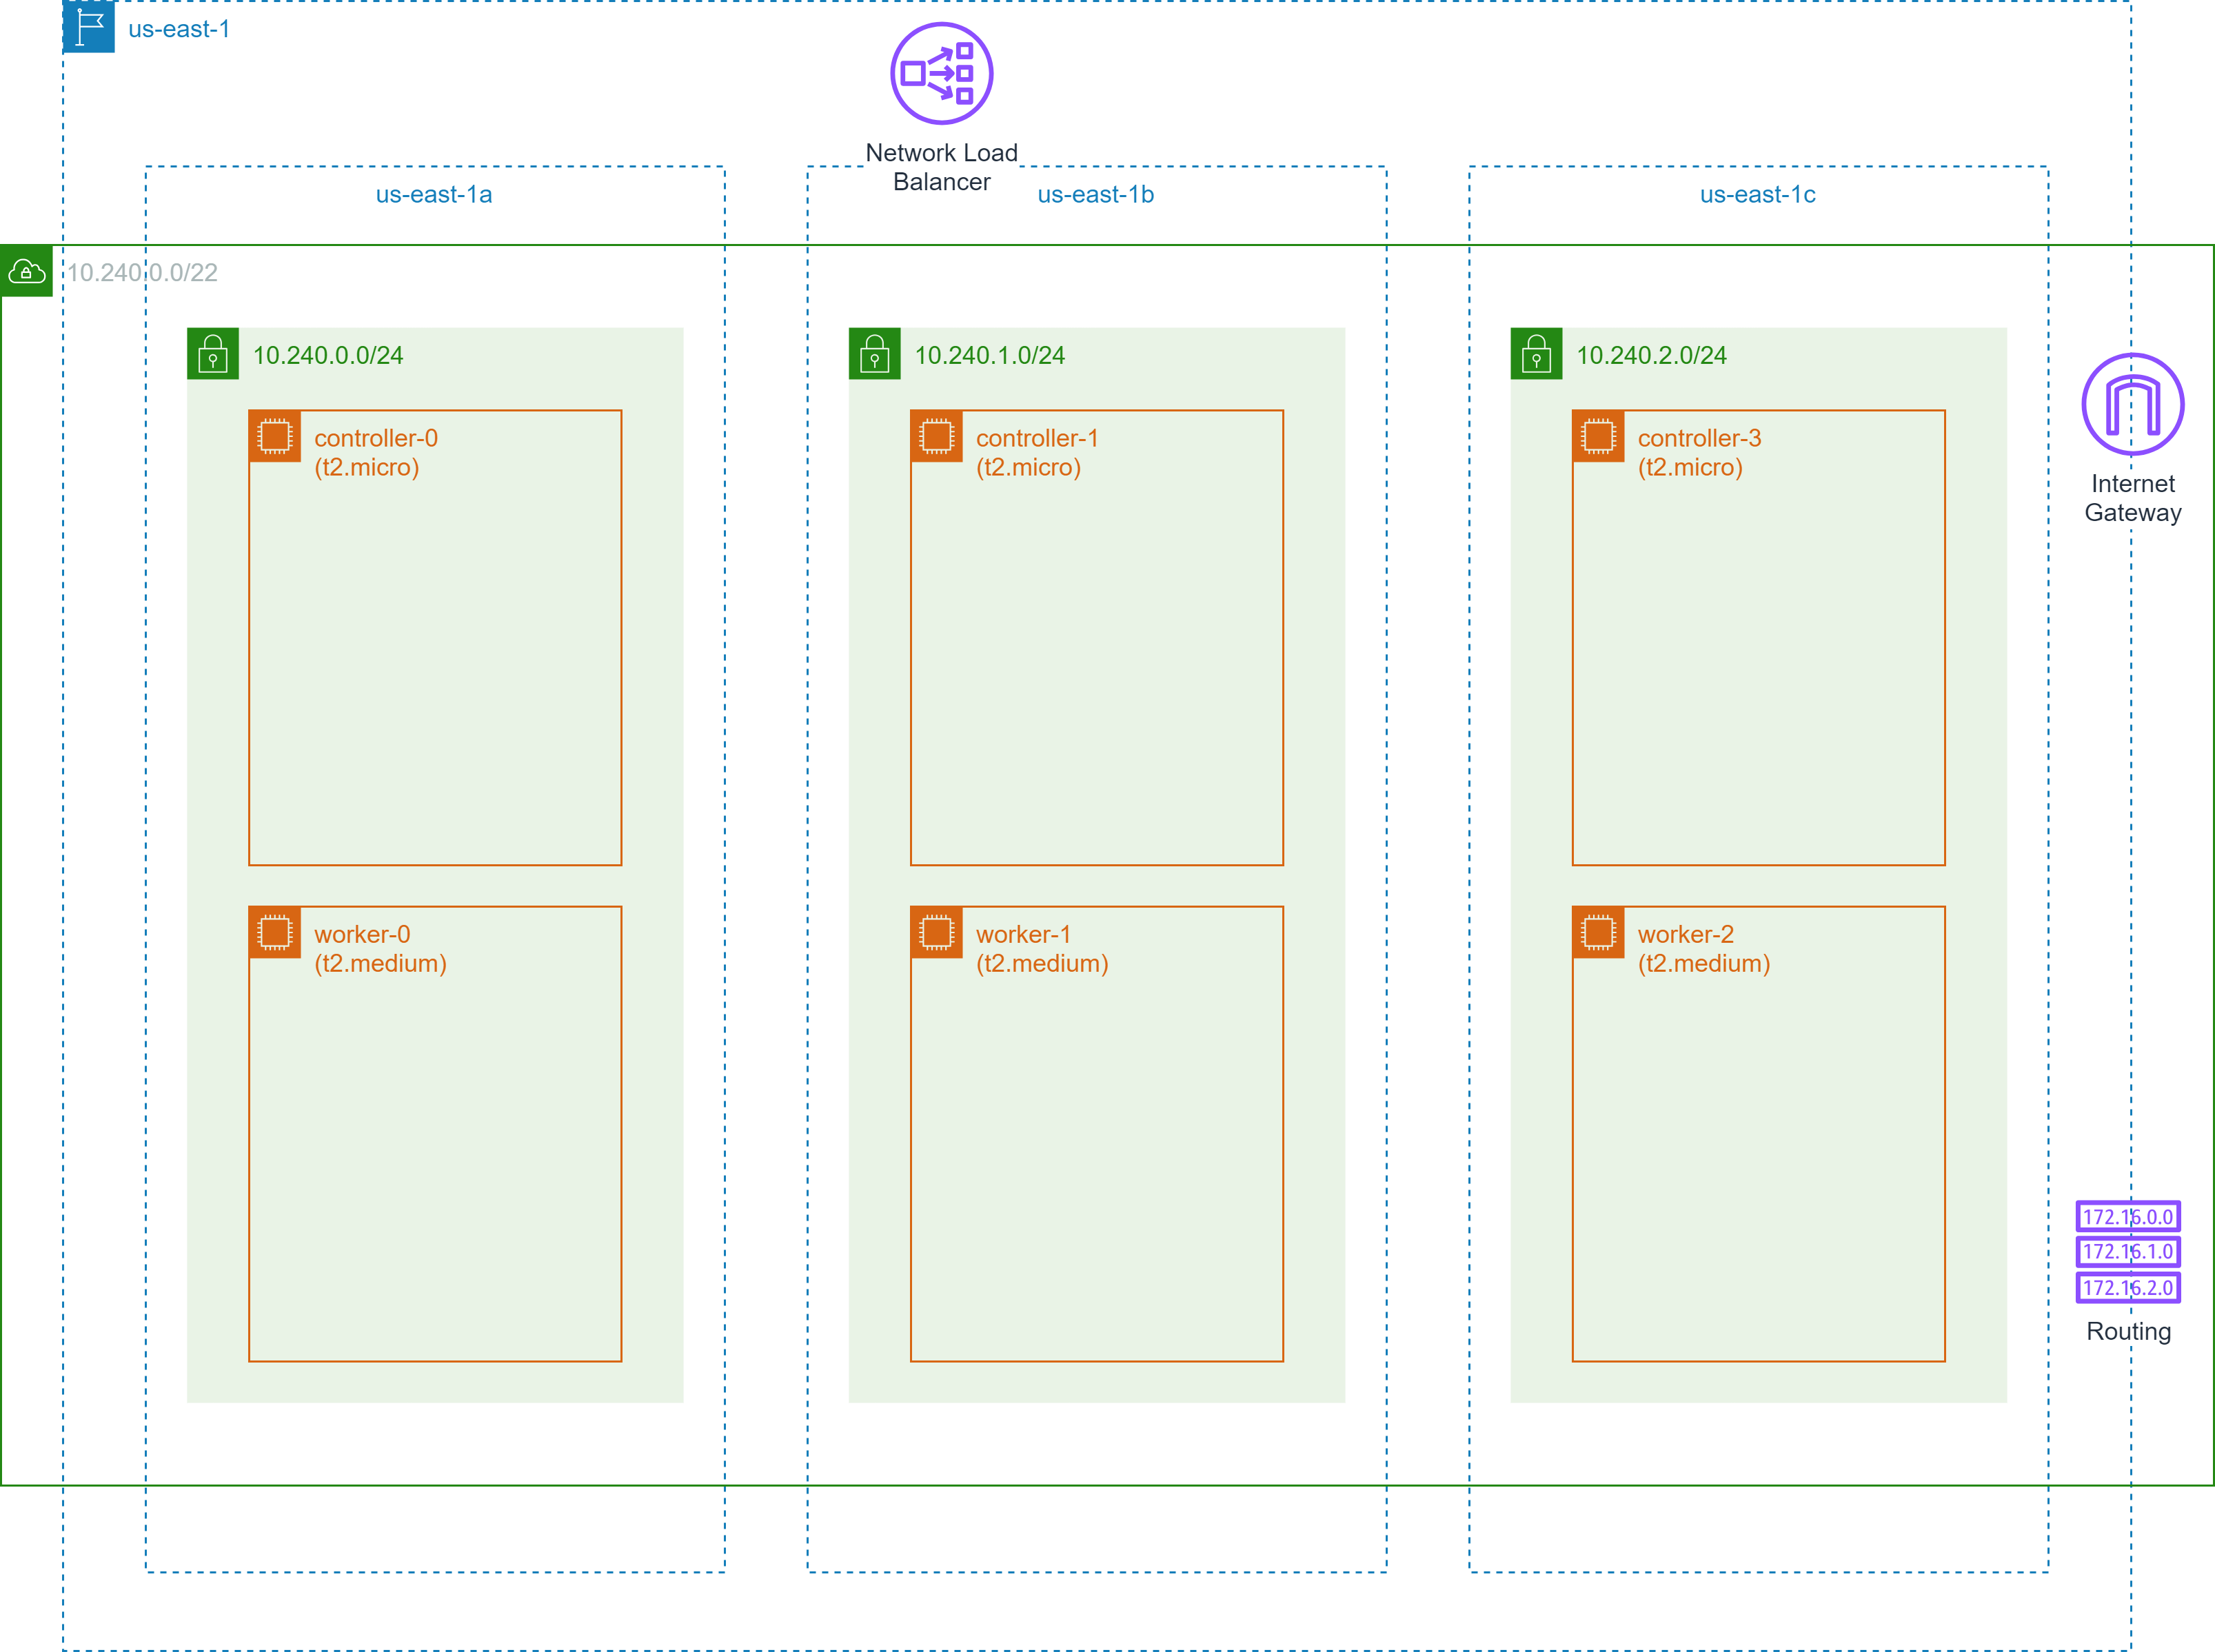 us-east-1
Network Load
Balancer
us-east-1a
us-east-1b
us-east-1c
10.240.0.0/22
10.240.0.0/24
10.240.1.0/24
10.240.2.0/24
controller-0
(t2.micro)
controller-1
(t2.micro)
controller-3
(t2.micro)
Internet
Gateway
worker-0
(t2.medium)
worker-1
(t2.medium)
worker-2
(t2.medium)
172.16.0.0
172.16.1.0
172.16.2.0
Routing